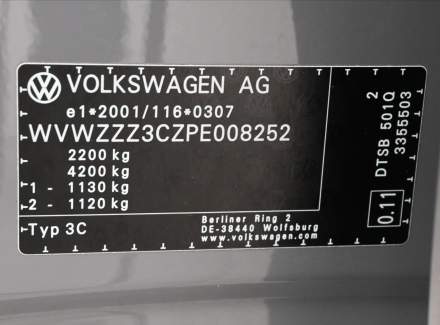 VOLKSWAGEN AG
e1*2001/116*0307
WVWZZZ3CZPE008252
2200 kg
4200 kg
1 - 1130 kg
2 - 1120 kg
Typ 3C
Berliner Ring 2
DE-38440 Wolfsburg
www.volkswagen.com
2
DTSB 501Q
3355503
0.11